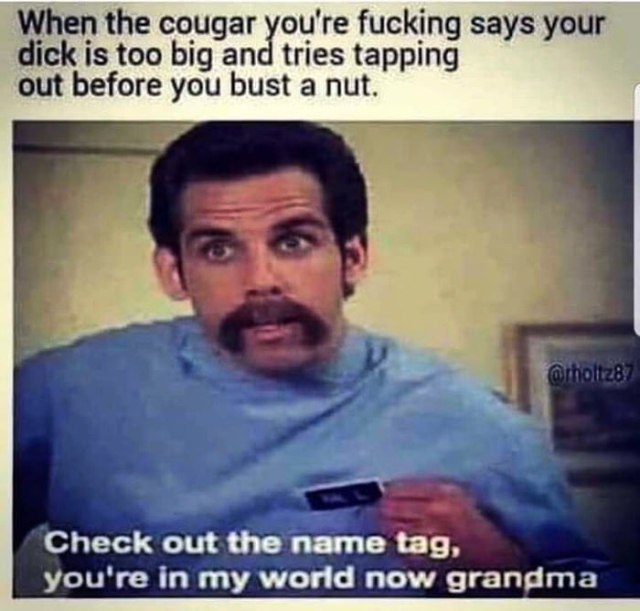 When the cougar you're fucking says your
dick is too big and tries tapping
out before you bust a nut.
@rholtz87
Check out the name tag,
you're in my world now grandma